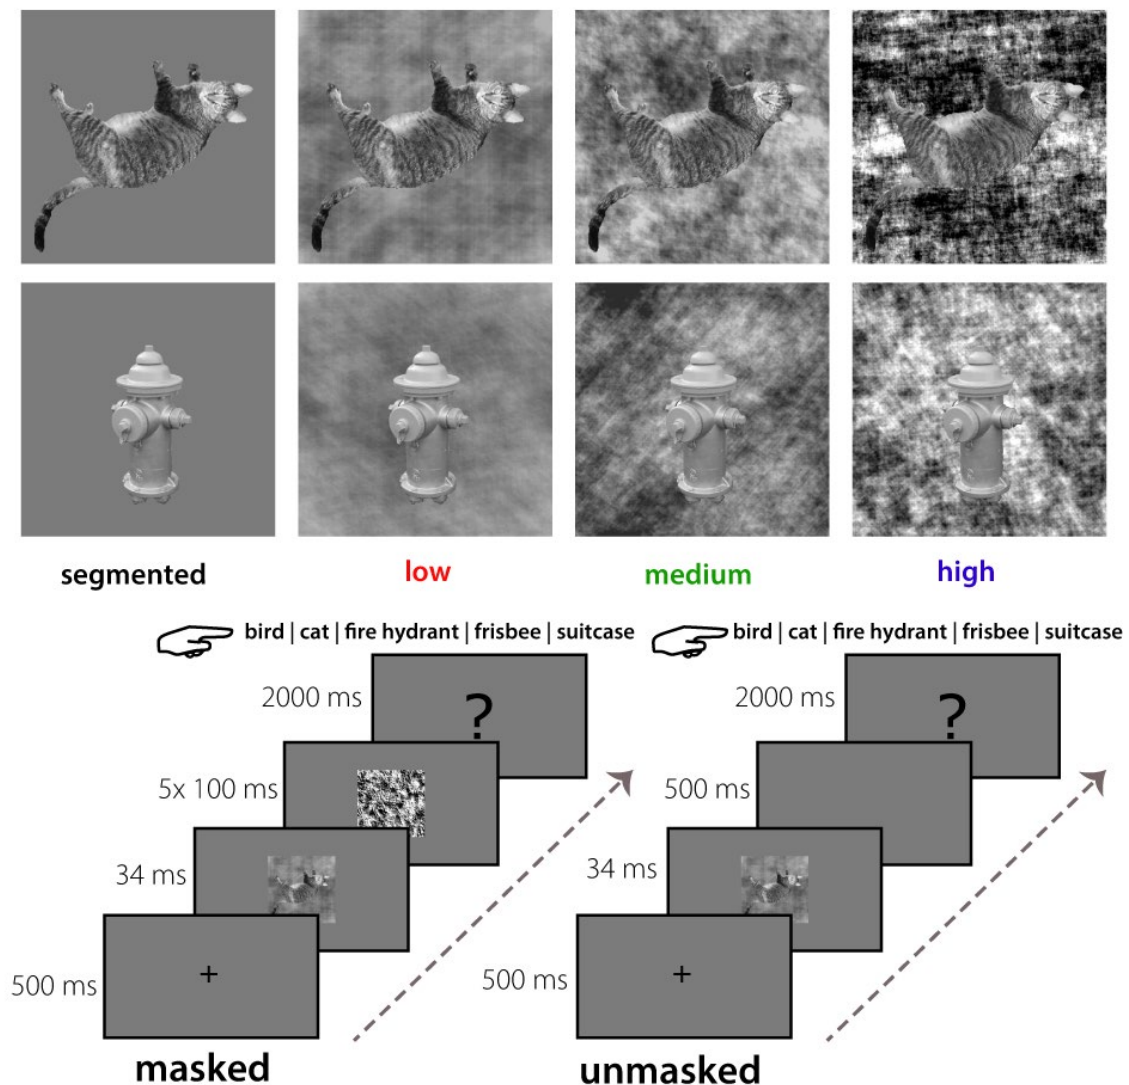 segmented low medium high
bird | cat | fire hydrant | frisbee | suitcase
2000 ms
?
5x 100 ms
34 ms
500 ms
+
masked
bird | cat | fire hydrant | frisbee | suitcase
2000 ms
?
500 ms
34 ms
500 ms
+
unmasked